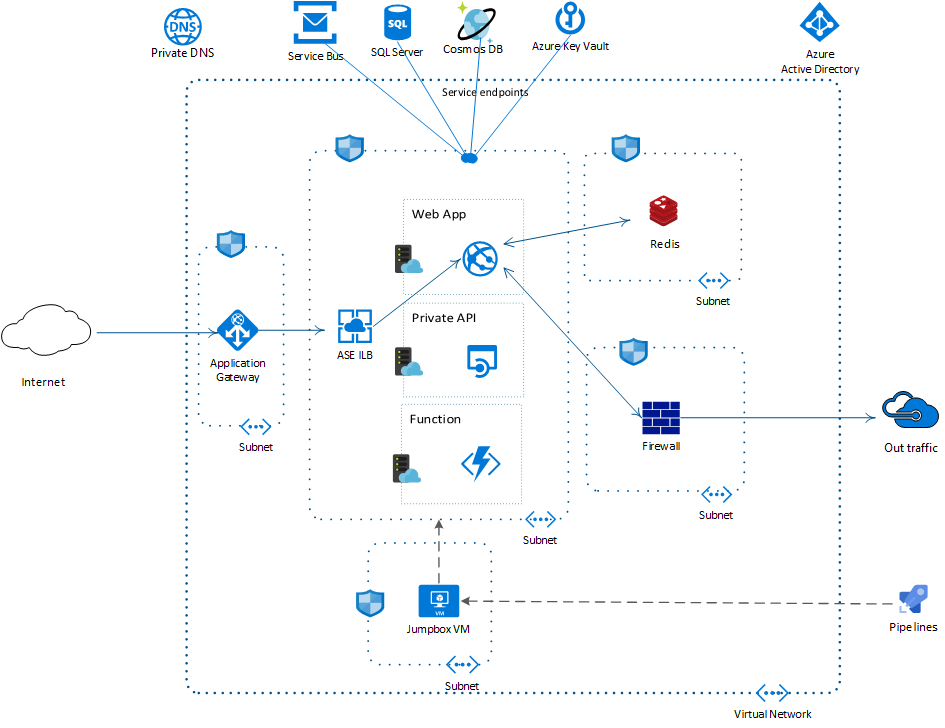 DNS
Private DNS
Service Bus
SQL
SQL Server
Cosmos DB
Azure Key Vault
Azure
Active Directory
Service endpoints
Web App
Redis
Subnet
Private API
ASE ILB
Internet
Application
Gateway
Subnet
Function
Firewall
Out traffic
Subnet
Subnet
VM
Jumpbox VM
Pipelines
Subnet
Virtual Network